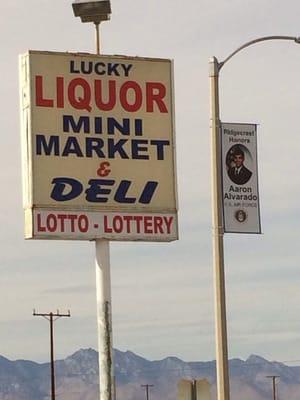 LUCKY
LIQUOR
MINI
MARKET
&
DELI
LOTTO - LOTTERY
Ridgecrest
Honors
Aaron
Alvarado
U.S. AIR FORCE